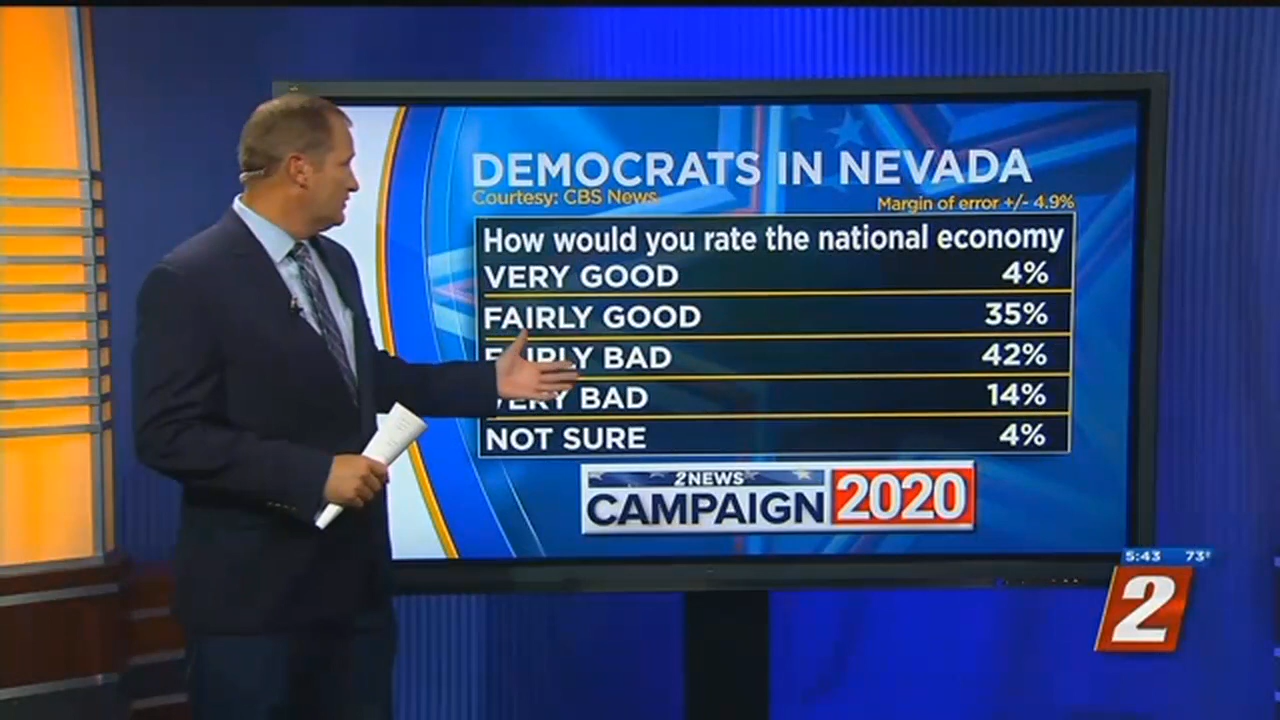 DEMOCRATS IN NEVADA
Courtesy: CBS News
Margin of error +/- 4.9%
How would you rate the national economy
VERY GOOD 4%
FAIRLY GOOD 35%
FAIRLY BAD 42%
VERY BAD 14%
NOT SURE 4%
2NEWS
CAMPAIGN 2020
5:43 73°
2